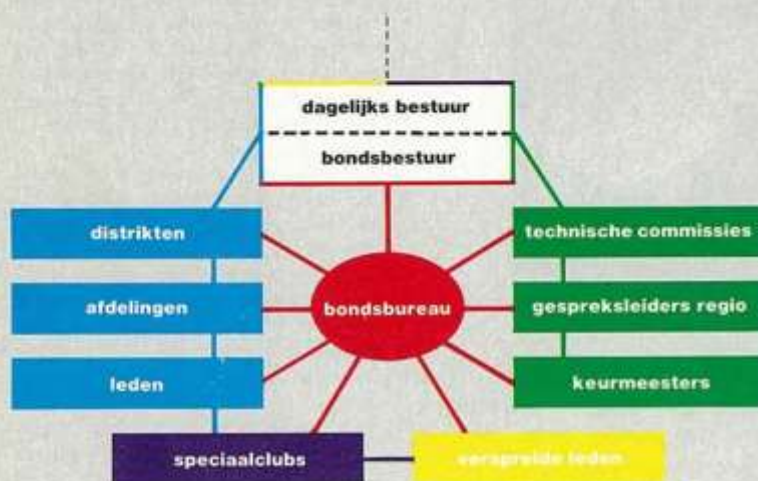 dagelijks bestuur
bondsbestuur
distrikten
technische commissies
bondsbureau
afdelingen
gespreksleiders regio
leden
keurmeesters
speciaalclubs
verspreide leden